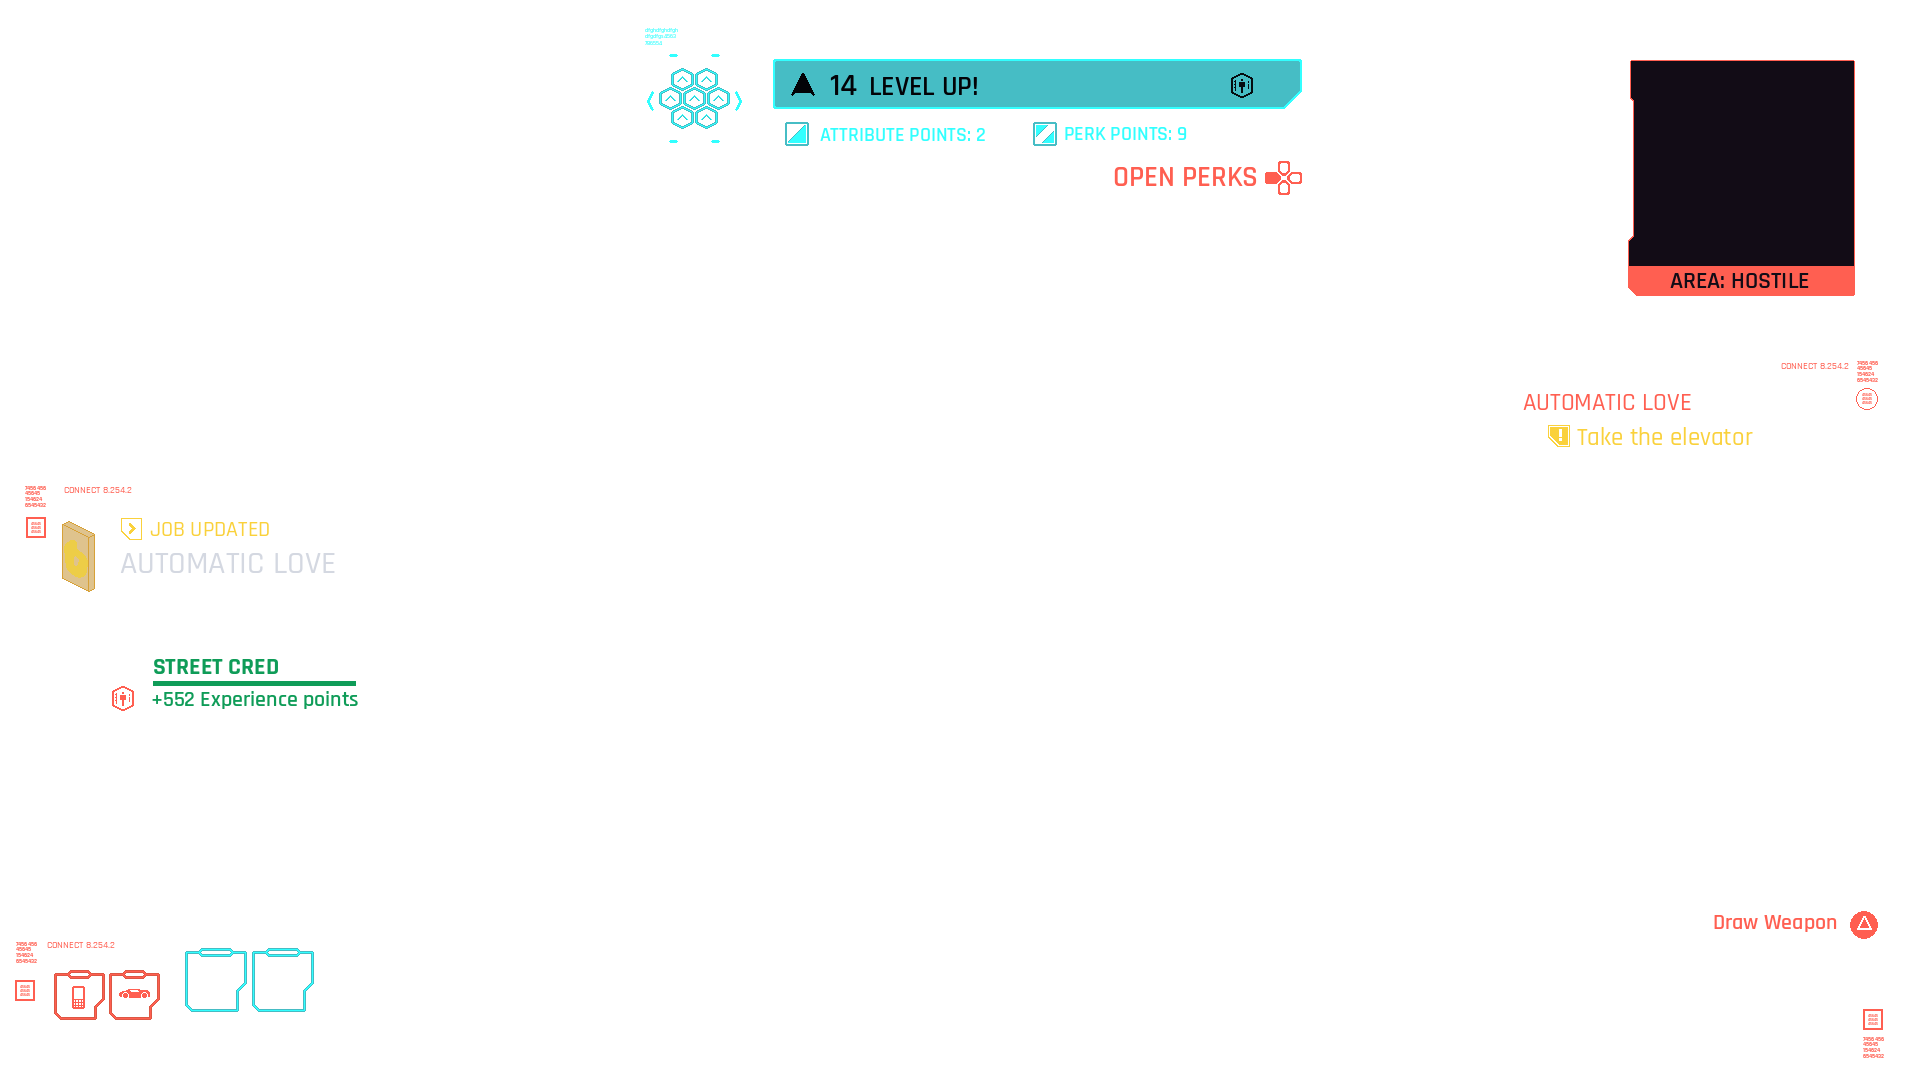 14 LEVEL UP!
ATTRIBUTE POINTS: 2
PERK POINTS: 9
OPEN PERKS
AREA: HOSTILE
CONNECT 8.254.2
AUTOMATIC LOVE
Take the elevator
CONNECT 8.254.2
JOB UPDATED
AUTOMATIC LOVE
STREET CRED
+552 Experience points
Draw Weapon
CONNECT 8.254.2